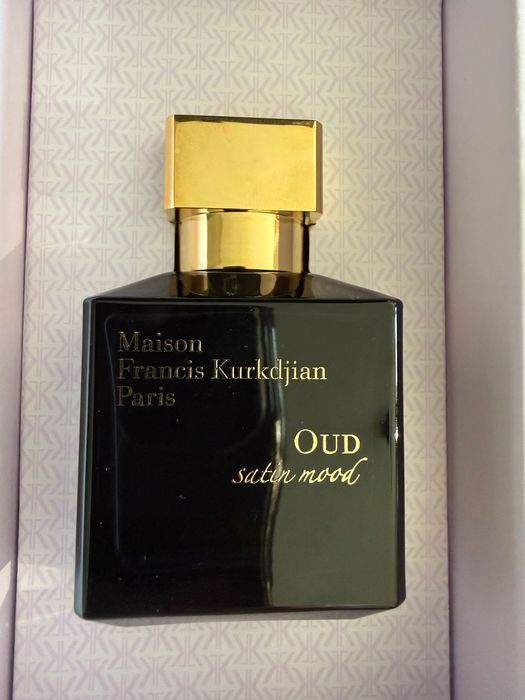 Maison
Francis Kurkdjian
Paris
OUD
satin mood